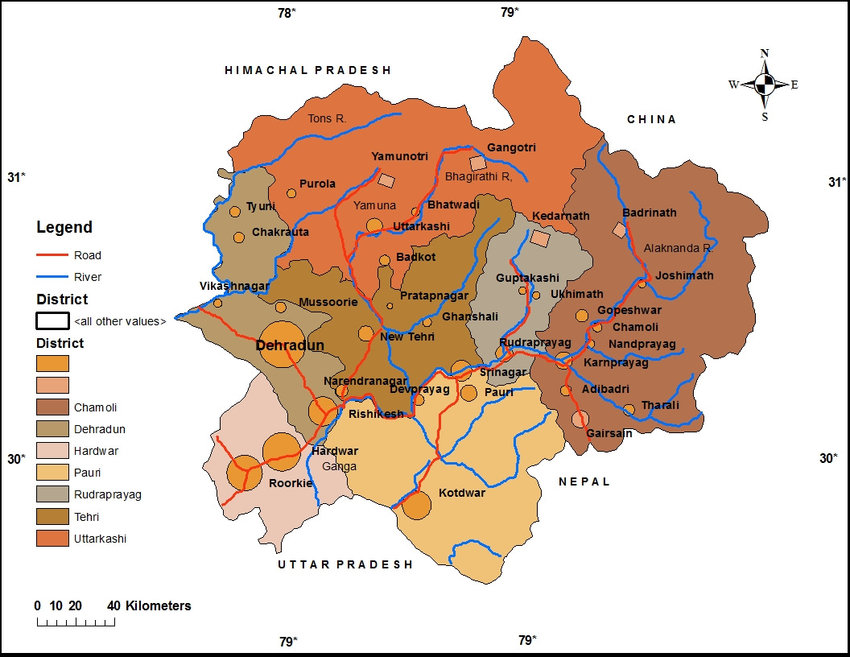 78*
79*
HIMACHAL PRADESH
N
W
E
S
CHINA
Tons R.
Gangotri
Yamunotri
31*
31*
Bhagirathi R,
Purola
Tyuni
Yamuna
Bhatwadi
Kedarnath
Badrinath
Chakrauta
Uttarkashi
Alaknanda R.
Badkot
Joshimath
Guptakashi
Vikashnagar
Ukhimath
Pratapnagar
Mussoorie
Gopeshwar
Ghanshali
Chamoli
New Tehri
Rudraprayag
Nandprayag
Dehradun
Karnprayag
Srinagar
Narendranagar
Devprayag
Pauri
Adibadri
Tharali
Rishikesh
Gairsain
Hardwar
30*
30*
Ganga
Roorkie
NEPAL
Kotdwar
UTTAR PRADESH
Legend
Road
River
District
<all other values>
District
Chamoli
Dehradun
Hardwar
Pauri
Rudraprayag
Tehri
Uttarkashi
0 10 20 40 Kilometers
79*
79*